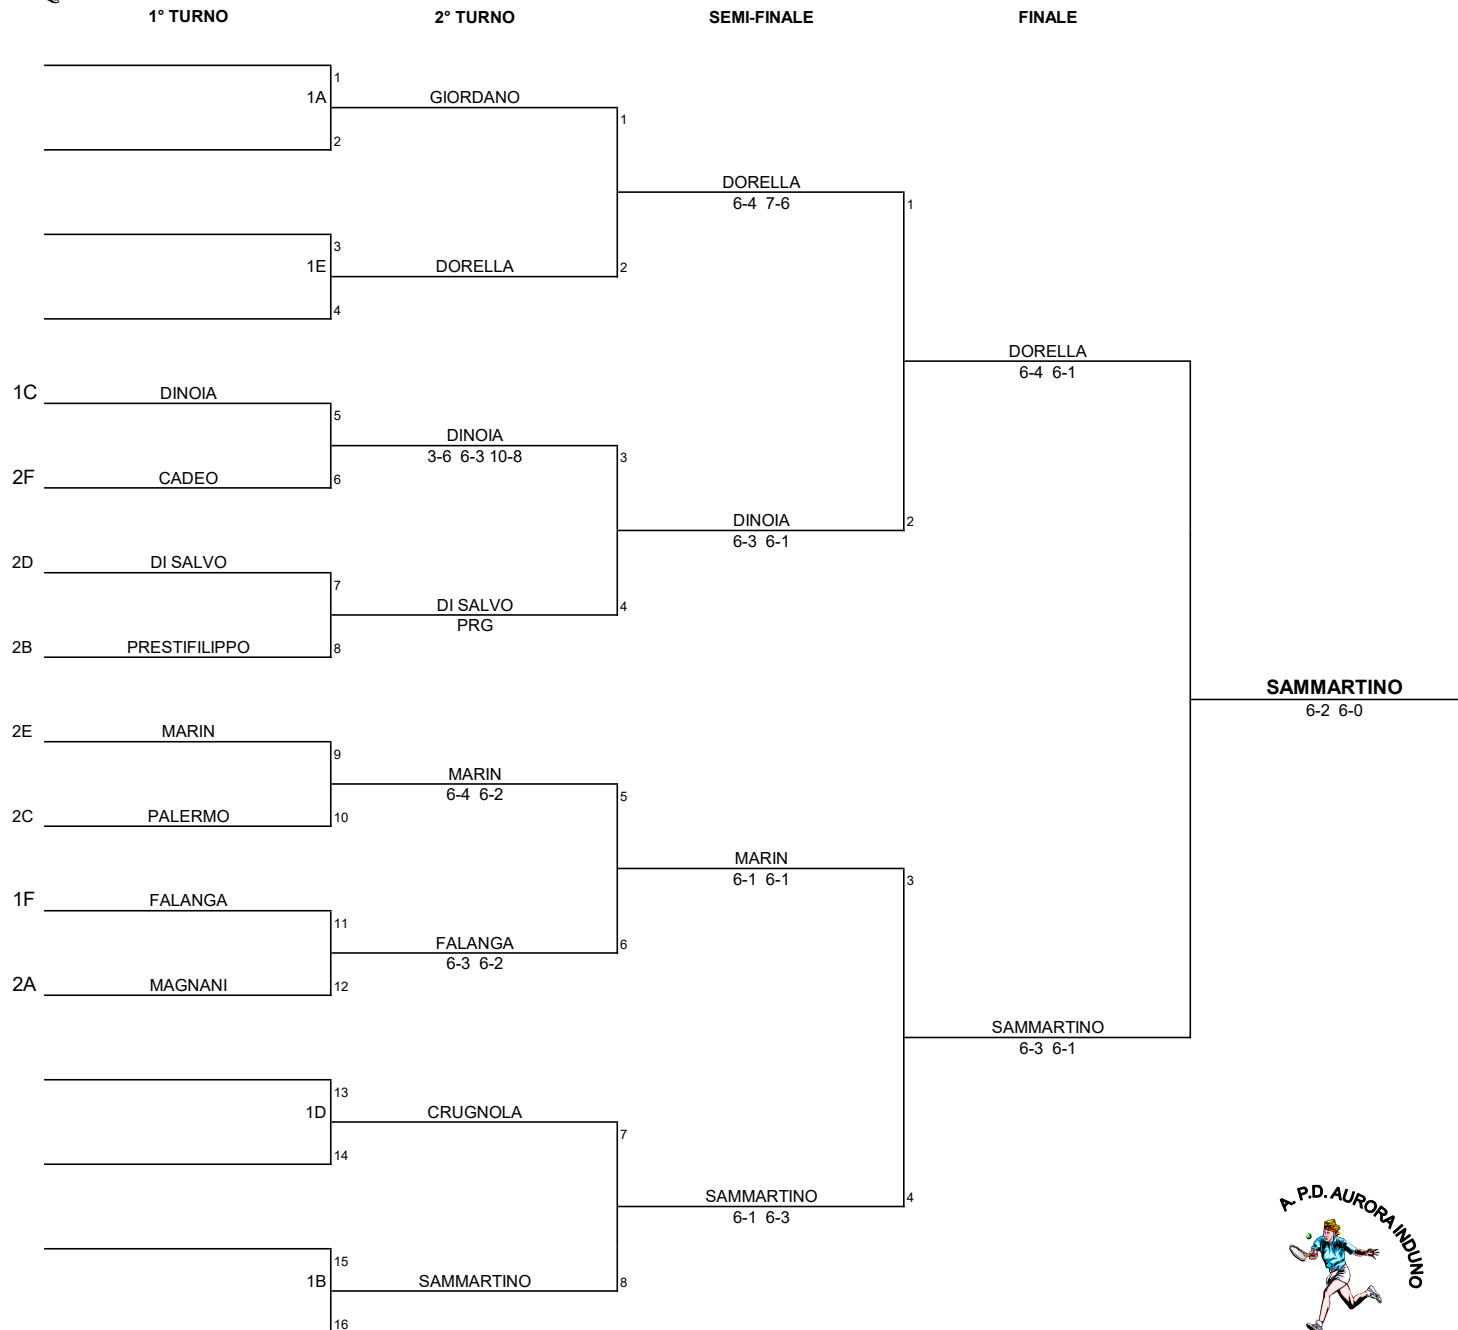 1° TURNO 2° TURNO SEMI-FINALE FINALE
1
1A GIORDANO
1
2
DORELLA
6-4 7-6
1
3
1E DORELLA 2
4
DORELLA
6-4 6-1
1C DINOIA
5
DINOIA
3-6 6-3 10-8
3
2F CADEO 6
DINOIA 2
6-3 6-1
2D DI SALVO
7
DI SALVO 4
PRG
2B PRESTIFILIPPO 8
SAMMARTINO
6-2 6-0
2E MARIN
9
MARIN
6-4 6-2
5
2C PALERMO 10
MARIN
6-1 6-1
3
1F FALANGA
11
FALANGA 6
6-3 6-2
2A MAGNANI 12
SAMMARTINO
6-3 6-1
13
1D CRUGNOLA
7
14
SAMMARTINO 4
6-1 6-3
A. P.D. AURORA INDUNO
15
1B SAMMARTINO 8
16